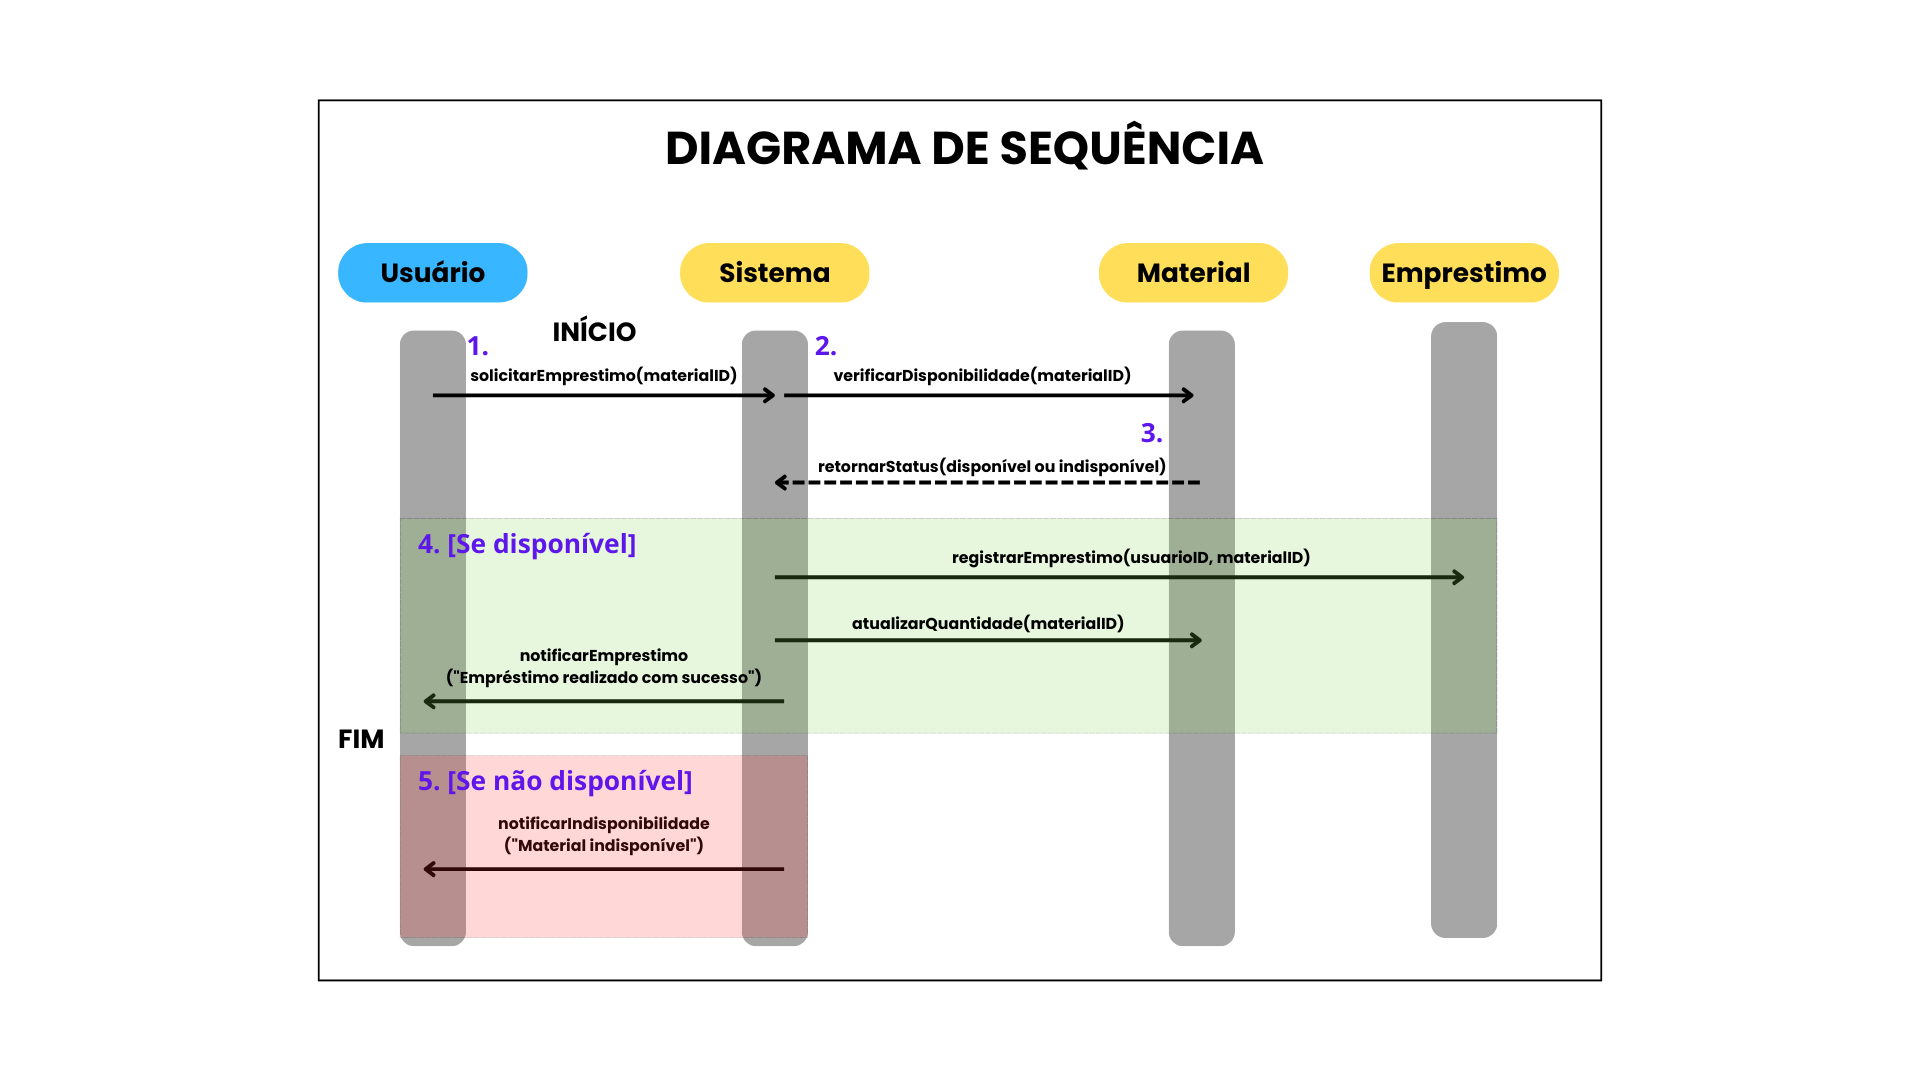 DIAGRAMA DE SEQUÊNCIA
Usuário
Sistema
Material
Emprestimo
INÍCIO
1.
2.
solicitarEmprestimo(materialID)
verificarDisponibilidade(materialID)
3.
retornarStatus(disponível ou indisponível)
4. [Se disponível]
registrarEmprestimo(usuarioID, materialID)
atualizarQuantidade(materialID)
notificarEmprestimo
("Empréstimo realizado com sucesso")
FIM
5. [Se não disponível]
notificarIndisponibilidade
("Material indisponível")